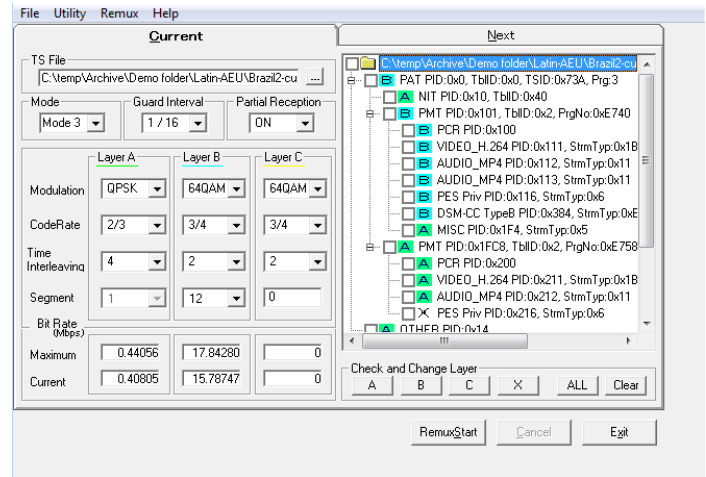 File Utility Remux Help
Current
Next
TS File
C:\temp\Archive\Demo folder\Latin-AEU\Brazil2-cu ...
Mode
Guard Interval
Partial Reception
Mode 3
1 / 16
ON
Layer A Layer B Layer C
Modulation QPSK 64QAM 64QAM
CodeRate 2/3 3/4 3/4
Time Interleaving 4 2 2
Segment 1 12 0
Bit Rate
(Mbps)
Maximum 0.44056 17.84280 0
Current 0.40805 15.78747 0
C:\temp\Archive\Demo folder\Latin-AEU\Brazil2-cu
B PAT PID:0x0, TblID:0x0, TSID:0x73A, Prg:3
A NIT PID:0x10, TblID:0x40
B PMT PID:0x101, TblID:0x2, PrgNo:0xE740
B PCR PID:0x100
B VIDEO_H.264 PID:0x111, StrmTyp:0x1B
B AUDIO_MP4 PID:0x112, StrmTyp:0x11
B AUDIO_MP4 PID:0x113, StrmTyp:0x11
B PES Priv PID:0x116, StrmTyp:0x6
B DSM-CC TypeB PID:0x384, StrmTyp:0xE
A MISC PID:0x1F4, StrmTyp:0x5
A PMT PID:0x1FC8, TblID:0x2, PrgNo:0xE758
A PCR PID:0x200
A VIDEO_H.264 PID:0x211, StrmTyp:0x1B
A AUDIO_MP4 PID:0x212, StrmTyp:0x11
X PES Priv PID:0x216, StrmTyp:0x6
A OTHER PID:0x14
Check and Change Layer
A B C X ALL Clear
RemuxStart Cancel Exit